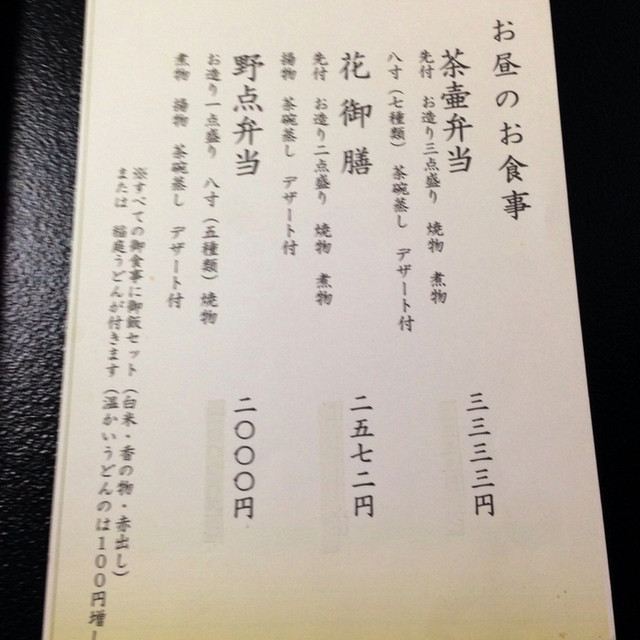 お昼のお食事
茶壷弁当 三三三三円
先付 お造り三点盛り 焼物 煮物
八寸(七種類) 茶碗蒸し デザート付
花御膳 二五七二円
先付 お造り二点盛り 焼物 煮物
揚物 茶碗蒸し デザート付
野点弁当 二〇〇〇円
お造り一点盛り 八寸(五種類) 焼物
煮物 揚物 茶碗蒸し デザート付
※すべての御食事に御飯セット(白米・香の物・赤出し)
または 稲庭うどんが付きます(温かいうどんのは100円増し